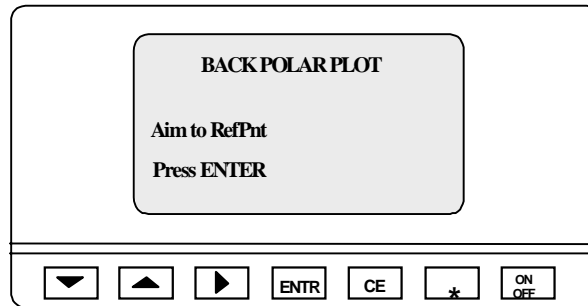 BACK POLAR PLOT
Aim to RefPnt
Press ENTER
ENTR CE * ON
OFF